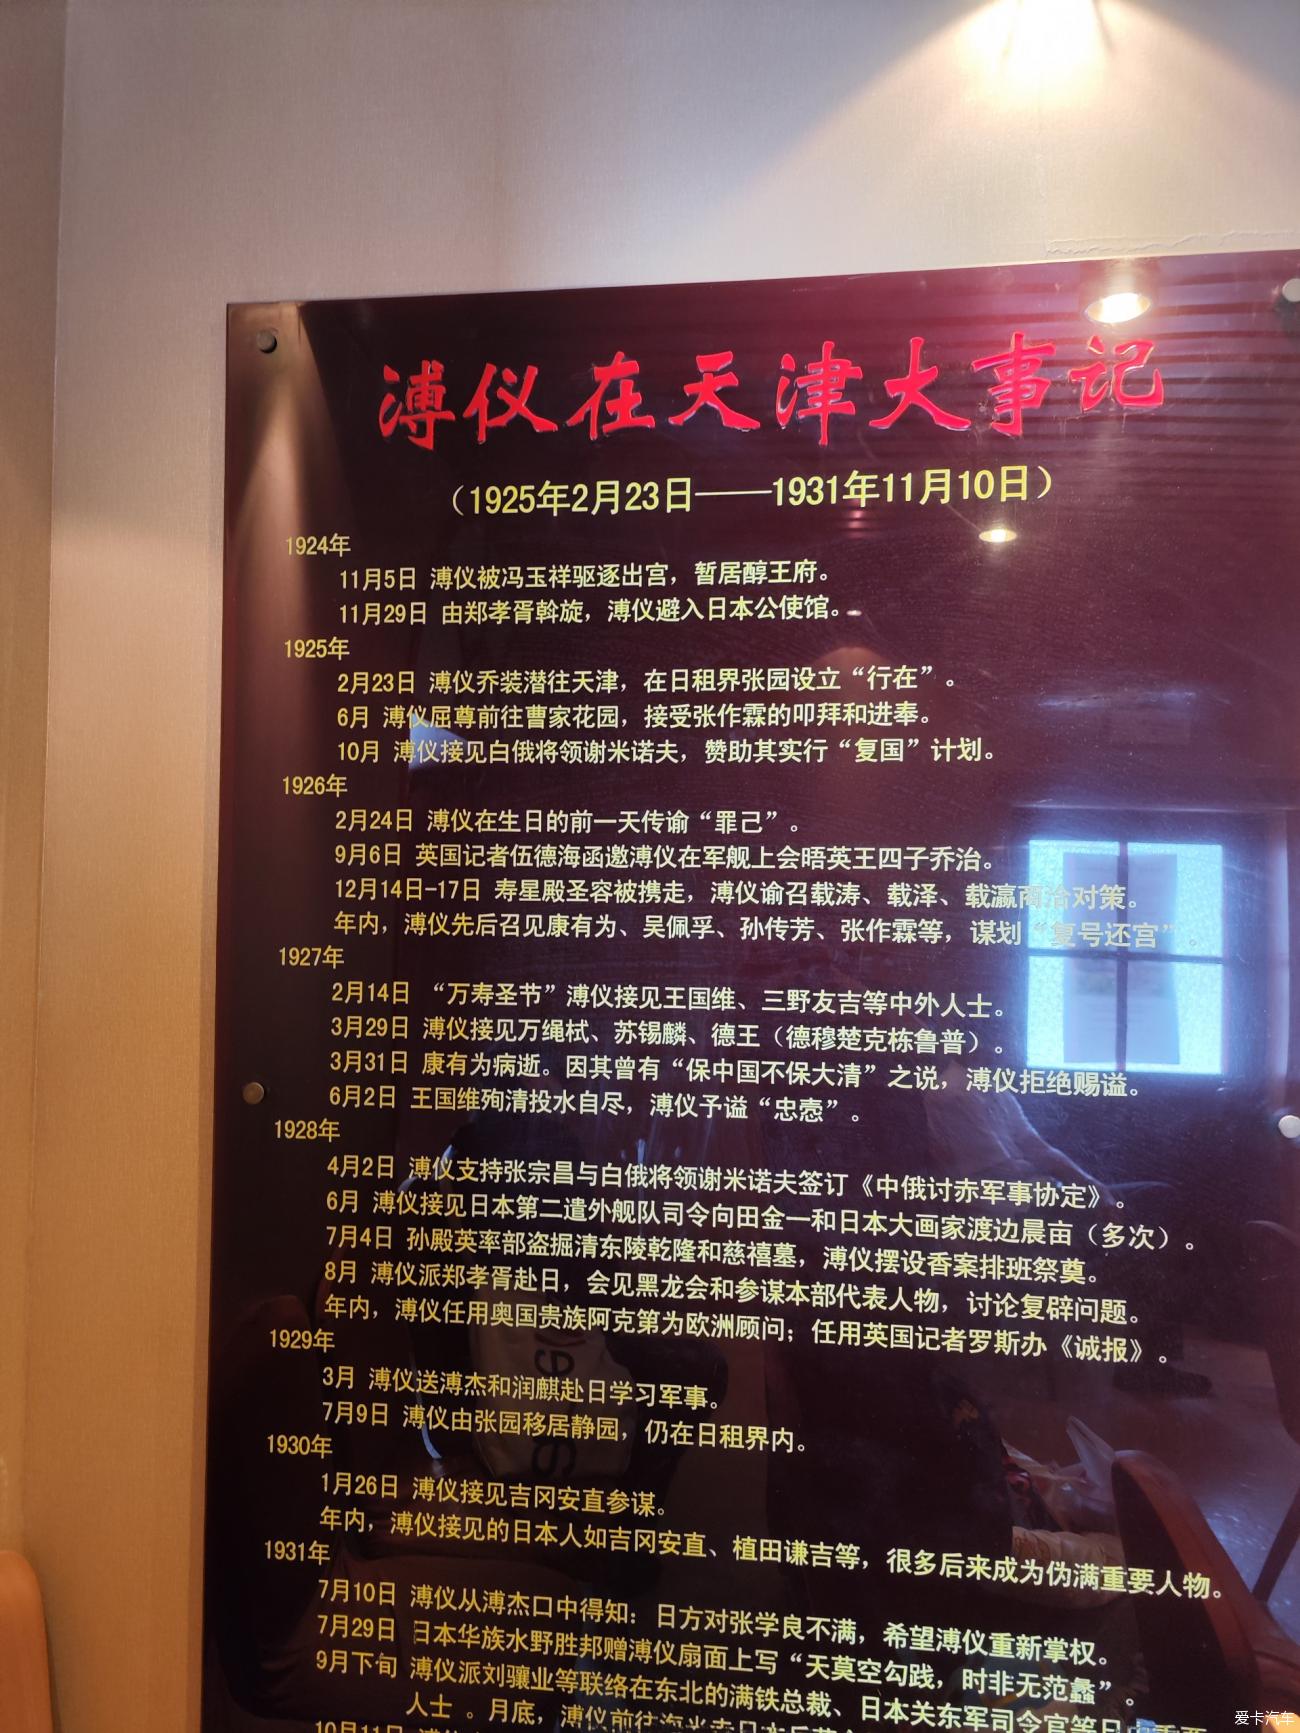 溥仪在天津大事记
（1925年2月23日——1931年11月10日）
1924年
11月5日 溥仪被冯玉祥驱逐出宫，暂居醇王府。
11月29日 由郑孝胥斡旋，溥仪避入日本公使馆。
1925年
2月23日 溥仪乔装潜往天津，在日租界张园设立“行在”。
6月 溥仪屈尊前往曹家花园，接受张作霖的叩拜和进奉。
10月 溥仪接见白俄将领谢米诺夫，赞助其实行“复国”计划。
1926年
2月24日 溥仪在生日的前一天传谕“罪己”。
9月6日 英国记者伍德海函邀溥仪在军舰上会晤英王四子乔治。
12月14日-17日 寿星殿圣容被携走，溥仪谕召载涛、载泽、载瀛商洽对策。
年内，溥仪先后召见康有为、吴佩孚、孙传芳、张作霖等，谋划“复号还宫”。
1927年
2月14日 “万寿圣节”溥仪接见王国维、三野友吉等中外人士。
3月29日 溥仪接见万绳栻、苏锡麟、德王（德穆楚克栋鲁普）。
3月31日 康有为病逝。因其曾有“保中国不保大清”之说，溥仪拒绝赐谥。
6月2日 王国维殉清投水自尽，溥仪予谥“忠悫”。
1928年
4月2日 溥仪支持张宗昌与白俄将领谢米诺夫签订《中俄讨赤军事协定》。
6月 溥仪接见日本第二遣外舰队司令向田金一和日本大画家渡边晨亩（多次）。
7月4日 孙殿英率部盗掘清东陵乾隆和慈禧墓，溥仪摆设香案排班祭奠。
8月 溥仪派郑孝胥赴日，会见黑龙会和参谋本部代表人物，讨论复辟问题。
年内，溥仪任用奥国贵族阿克第为欧洲顾问；任用英国记者罗斯办《诚报》。
1929年
3月 溥仪送溥杰和润麒赴日学习军事。
7月9日 溥仪由张园移居静园，仍在日租界内。
1930年
1月26日 溥仪接见吉冈安直参谋。
年内，溥仪接见的日本人如吉冈安直、植田谦吉等，很多后来成为伪满重要人物。
1931年
7月10日 溥仪从溥杰口中得知：日方对张学良不满，希望溥仪重新掌权。
7月29日 日本华族水野胜邦赠溥仪扇面上写“天莫空勾践，时非无范蠡”。
9月下旬 溥仪派刘骧业等联络在东北的满铁总裁、日本关东军司令官等日
人士。月底，溥仪前往海光寺日
10月11日
爱卡汽车